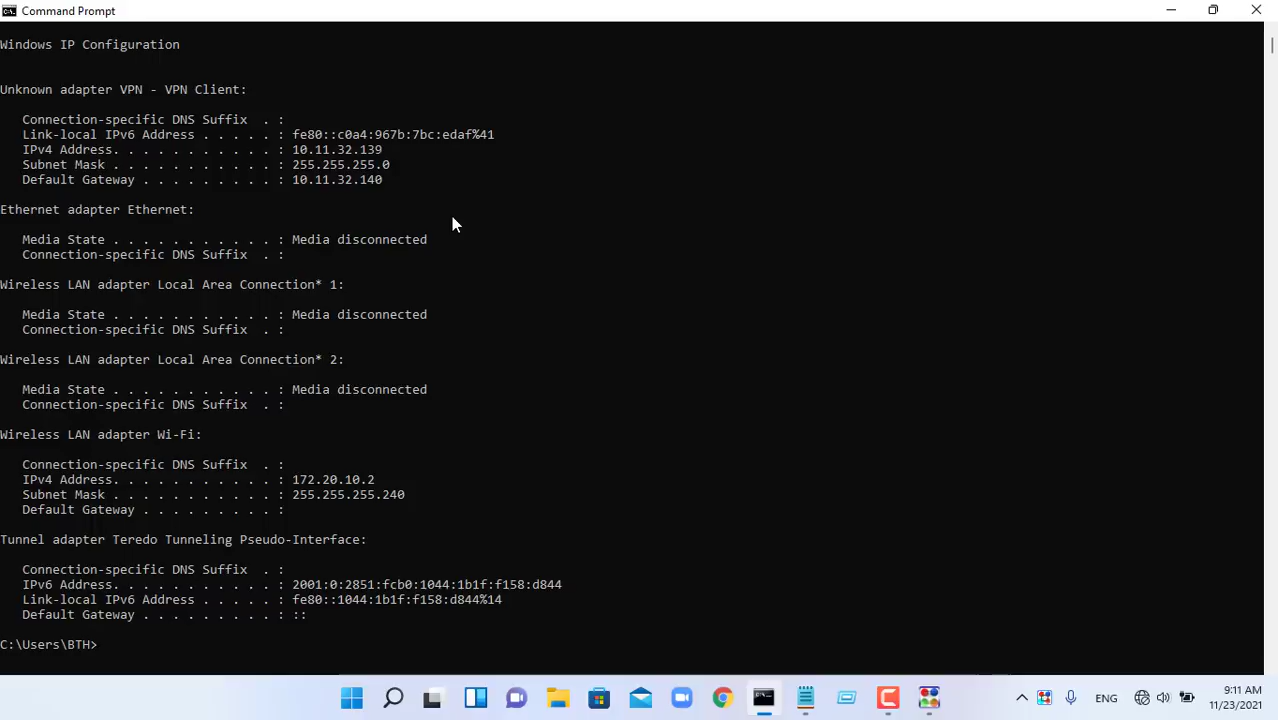 Command Prompt
Windows IP Configuration
Unknown adapter VPN - VPN Client:
Connection-specific DNS Suffix  . :
Link-local IPv6 Address . . . . . : fe80::c0a4:967b:7bc:edaf%41
IPv4 Address. . . . . . . . . . . : 10.11.32.139
Subnet Mask . . . . . . . . . . . : 255.255.255.0
Default Gateway . . . . . . . . . : 10.11.32.140
Ethernet adapter Ethernet:
Media State . . . . . . . . . . . : Media disconnected
Connection-specific DNS Suffix  . :
Wireless LAN adapter Local Area Connection* 1:
Media State . . . . . . . . . . . : Media disconnected
Connection-specific DNS Suffix  . :
Wireless LAN adapter Local Area Connection* 2:
Media State . . . . . . . . . . . : Media disconnected
Connection-specific DNS Suffix  . :
Wireless LAN adapter Wi-Fi:
Connection-specific DNS Suffix  . :
IPv4 Address. . . . . . . . . . . : 172.20.10.2
Subnet Mask . . . . . . . . . . . : 255.255.255.240
Default Gateway . . . . . . . . . :
Tunnel adapter Teredo Tunneling Pseudo-Interface:
Connection-specific DNS Suffix  . :
IPv6 Address. . . . . . . . . . . : 2001:0:2851:fcb0:1044:1b1f:f158:d844
Link-local IPv6 Address . . . . . : fe80::1044:1b1f:f158:d844%14
Default Gateway . . . . . . . . . : ::
C:\Users\BTH>
ENG
9:11 AM
11/23/2021